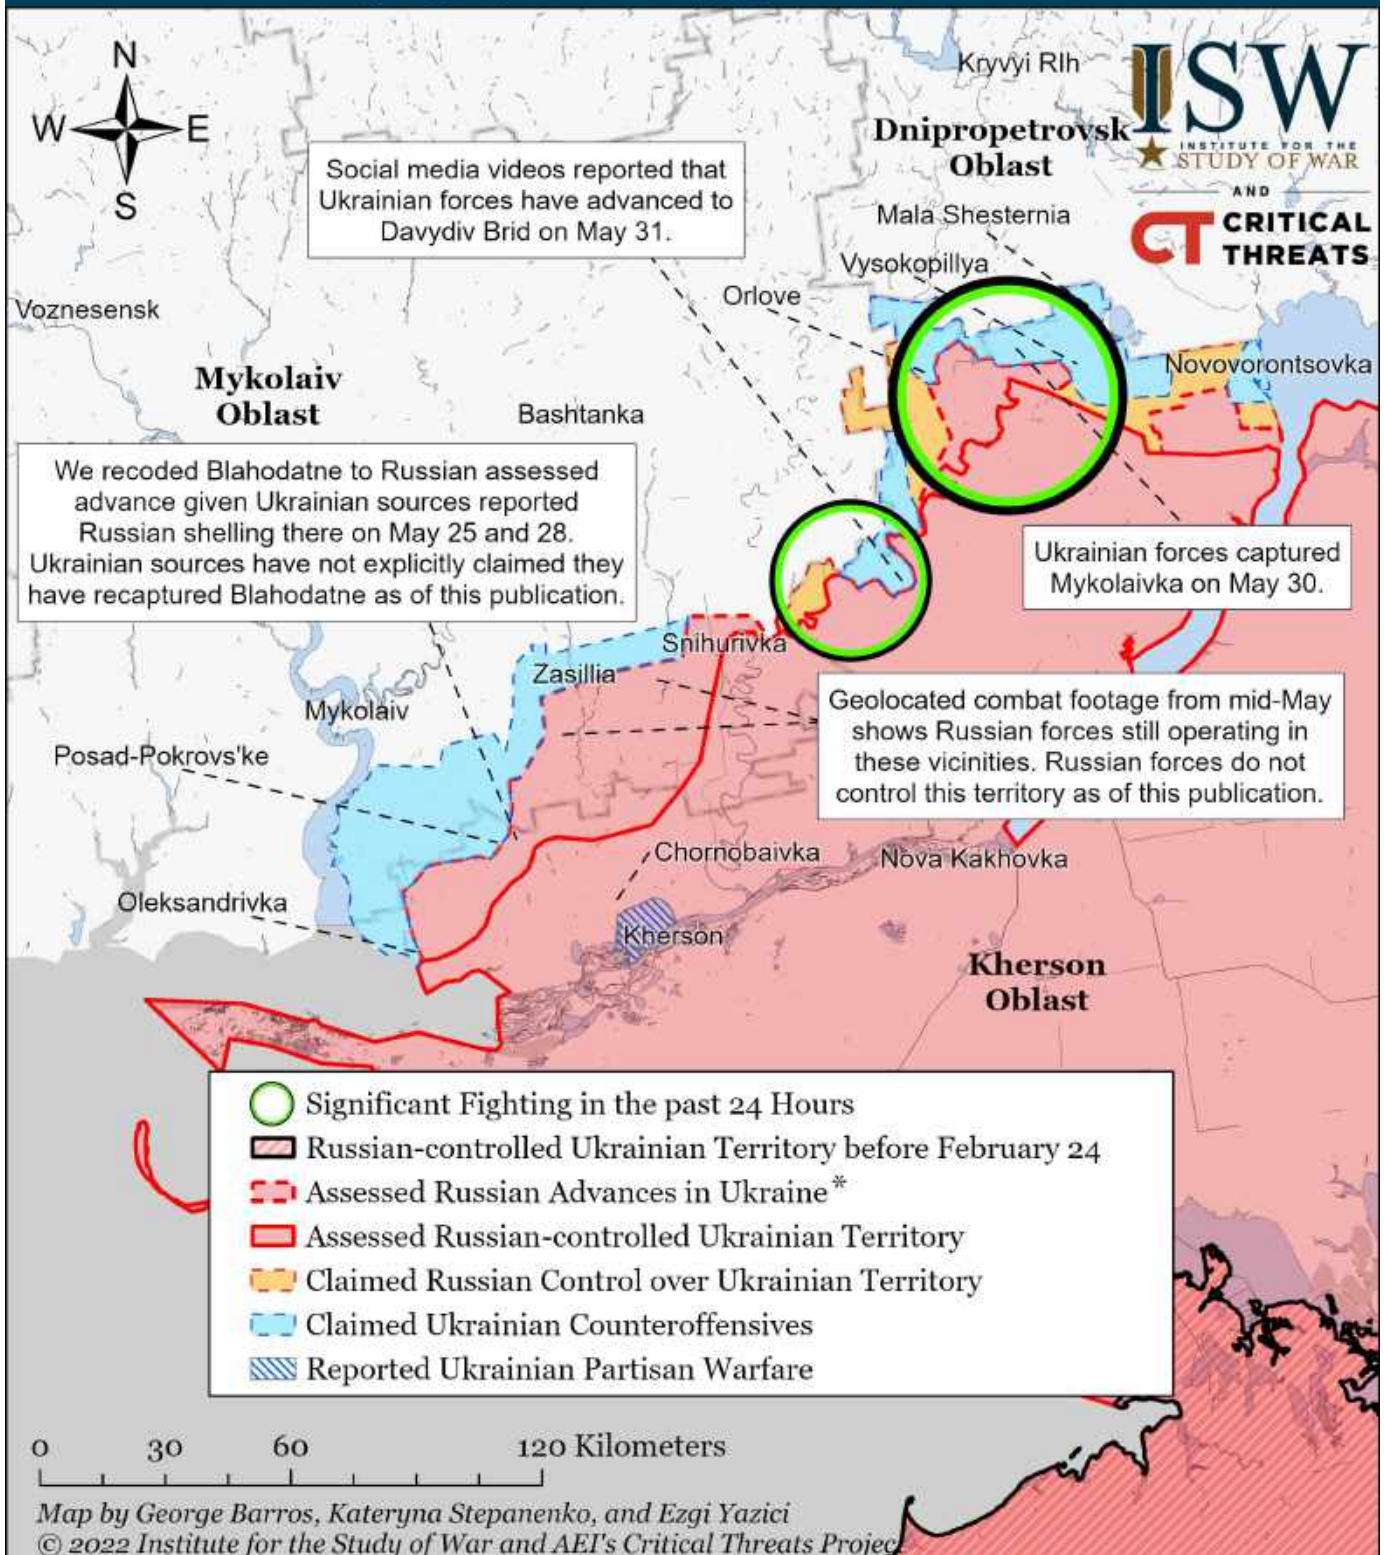 N
W
E
S
Kryvyi RIh
Dnipropetrovsk
Oblast
ISW
INSTITUTE FOR THE
STUDY OF WAR
AND
CT CRITICAL
THREATS
Social media videos reported that
Ukrainian forces have advanced to
Davydiv Brid on May 31.
Mala Shesternia
Vysokopillya
Orlove
Voznesensk
Novovorontsovka
Mykolaiv
Oblast
Bashtanka
We recoded Blahodatne to Russian assessed
advance given Ukrainian sources reported
Russian shelling there on May 25 and 28.
Ukrainian sources have not explicitly claimed they
have recaptured Blahodatne as of this publication.
Ukrainian forces captured
Mykolaivka on May 30.
Snihurivka
Zasillia
Mykolaiv
Geolocated combat footage from mid-May
shows Russian forces still operating in
these vicinities. Russian forces do not
control this territory as of this publication.
Posad-Pokrovs'ke
Chornobaivka
Nova Kakhovka
Oleksandrivka
Kherson
Kherson
Oblast
Significant Fighting in the past 24 Hours
Russian-controlled Ukrainian Territory before February 24
Assessed Russian Advances in Ukraine*
Assessed Russian-controlled Ukrainian Territory
Claimed Russian Control over Ukrainian Territory
Claimed Ukrainian Counteroffensives
Reported Ukrainian Partisan Warfare
0 30 60 120 Kilometers
Map by George Barros, Kateryna Stepanenko, and Ezgi Yazici
© 2022 Institute for the Study of War and AEI's Critical Threats Projec